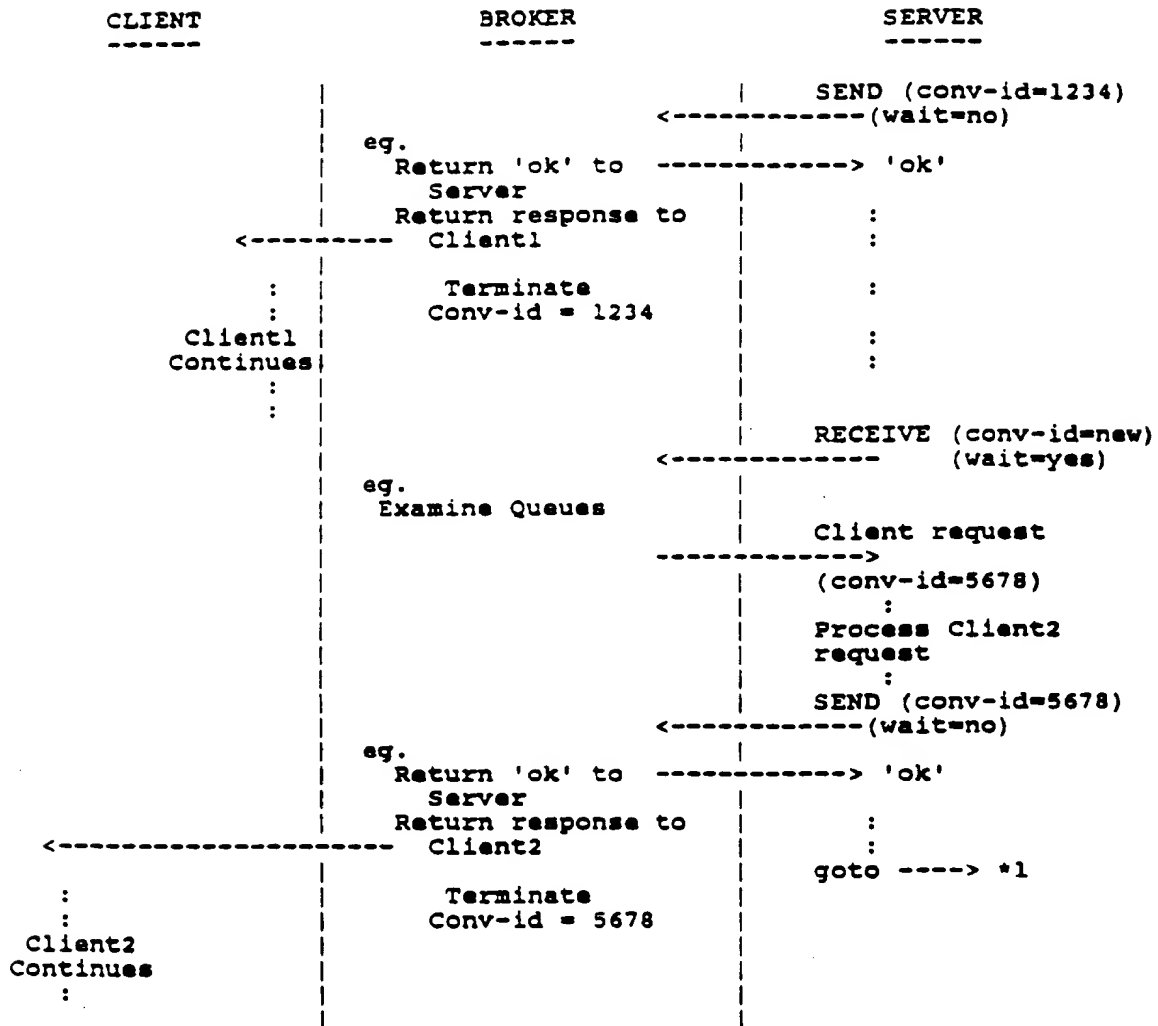 CLIENT BROKER SERVER
------ ------ ------
SEND (conv-id=1234)
<------------(wait=no)
eg.
Return 'ok' to ------------> 'ok'
Server
Return response to :
<--------- Client1 :
: Terminate :
: Conv-id = 1234
Client1 :
Continues :
:
:
RECEIVE (conv-id=new)
<------------ (wait=yes)
eg.
Examine Queues
Client request
------------>
(conv-id=5678)
:
Process Client2
request
:
SEND (conv-id=5678)
<------------(wait=no)
eg.
Return 'ok' to ------------> 'ok'
Server
Return response to :
<--------------------- Client2 :
goto ----> *1
: Terminate
: Conv-id = 5678
Client2
Continues
: